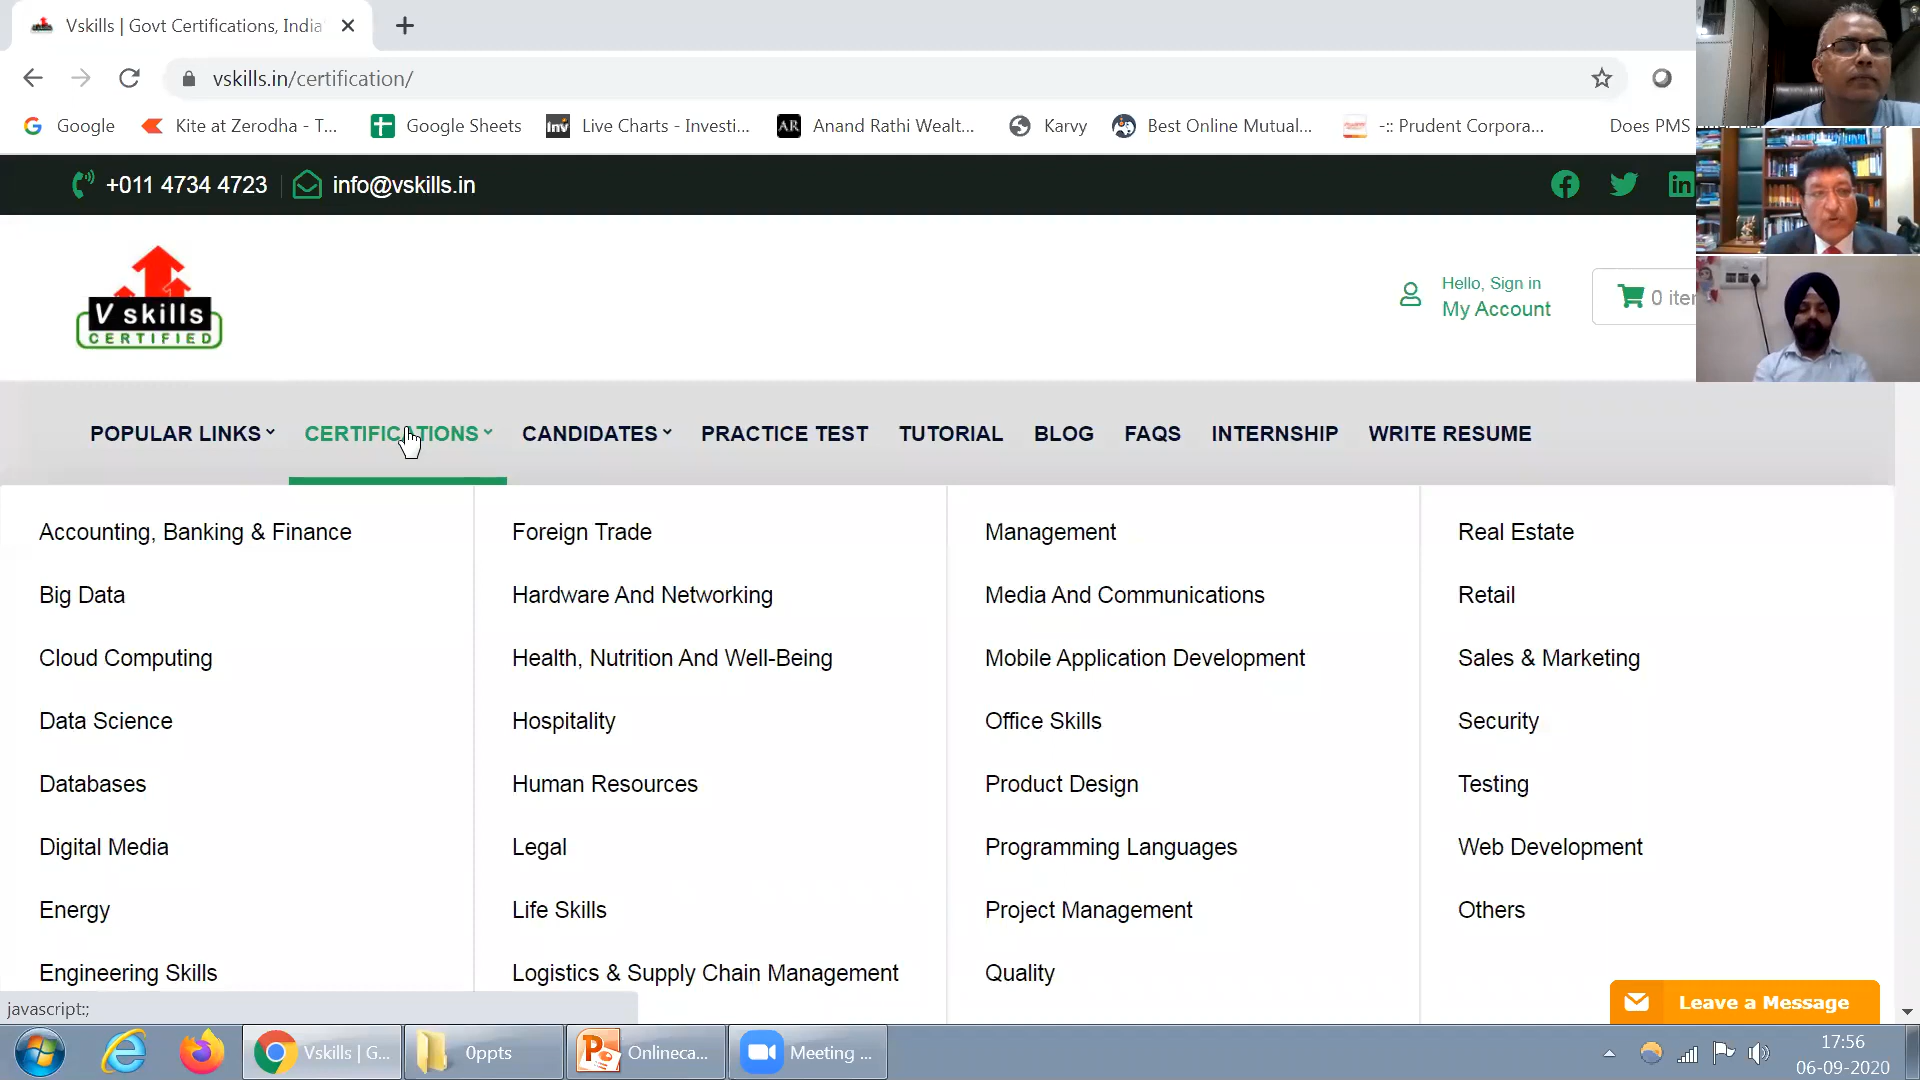 Vskills | Govt Certifications, India
vskills.in/certification/
Google
Kite at Zerodha - T...
Google Sheets
Inv
Live Charts - Investi...
AR
Anand Rathi Wealt...
Karvy
Best Online Mutual...
-:: Prudent Corpora...
Does PMS
+011 4734 4723
info@vskills.in
V skills
CERTIFIED
Hello, Sign in
My Account
0 iter
POPULAR LINKS
CERTIFICATIONS
CANDIDATES
PRACTICE TEST
TUTORIAL
BLOG
FAQS
INTERNSHIP
WRITE RESUME
Accounting, Banking & Finance
Big Data
Cloud Computing
Data Science
Databases
Digital Media
Energy
Engineering Skills
Foreign Trade
Hardware And Networking
Health, Nutrition And Well-Being
Hospitality
Human Resources
Legal
Life Skills
Logistics & Supply Chain Management
Management
Media And Communications
Mobile Application Development
Office Skills
Product Design
Programming Languages
Project Management
Quality
Real Estate
Retail
Sales & Marketing
Security
Testing
Web Development
Others
Leave a Message
javascript:;
Vskills | G...
0ppts
Onlineca...
Meeting ...
17:56
06-09-2020